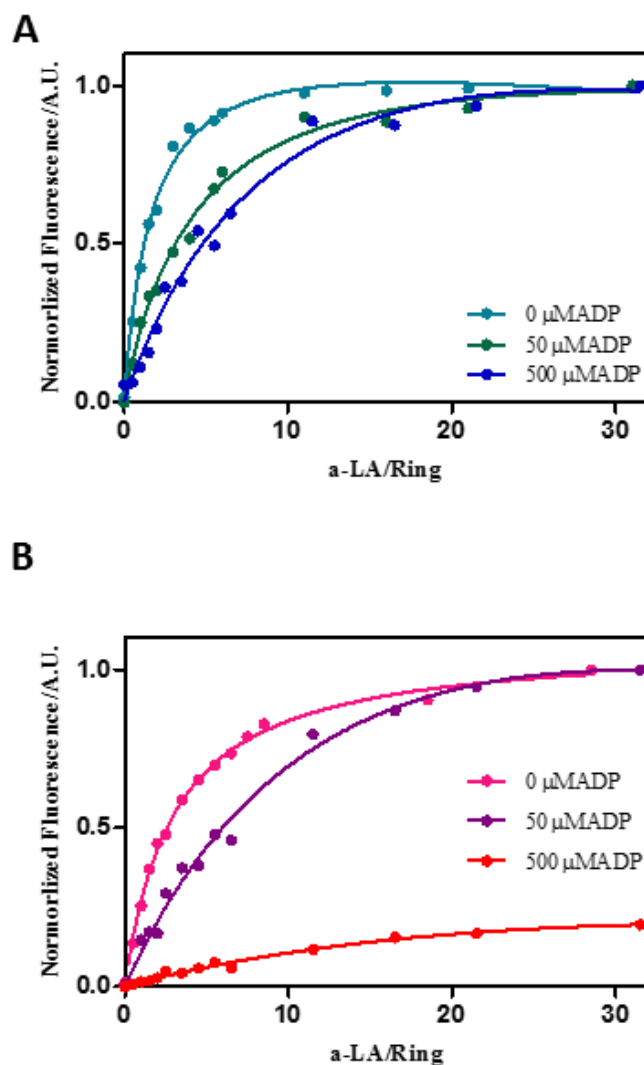 A
Normorlized Fluorescence/A.U.
1.0
0.5
0.0
0 µMADP
50 µMADP
500 µMADP
0
10
20
30
a-LA/Ring
B
Normorlized Fluorescence/A.U.
1.0
0.5
0.0
0 µMADP
50 µMADP
500 µMADP
0
10
20
30
a-LA/Ring